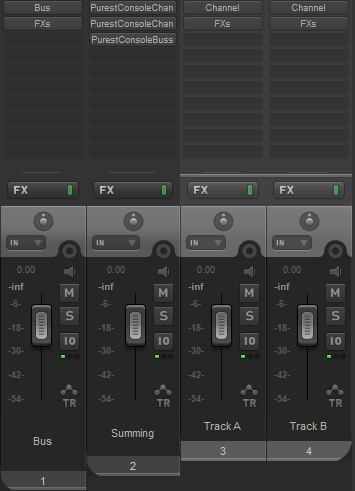 Bus PurestConsoleChan Channel Channel
FXs PurestConsoleChan FXs FXs
PurestConsoleBuss
FX FX FX FX
IN IN IN IN
0.00 0.00 0.00 0.00
-inf -inf -inf -inf
M M M M
-6- -6- -6- -6-
S S S S
-18- -18- -18- -18-
IO IO IO IO
-30- -30- -30- -30-
-42- -42- -42- -42-
-54- TR -54- TR -54- TR -54- TR
Bus Summing Track A Track B
1 2 3 4